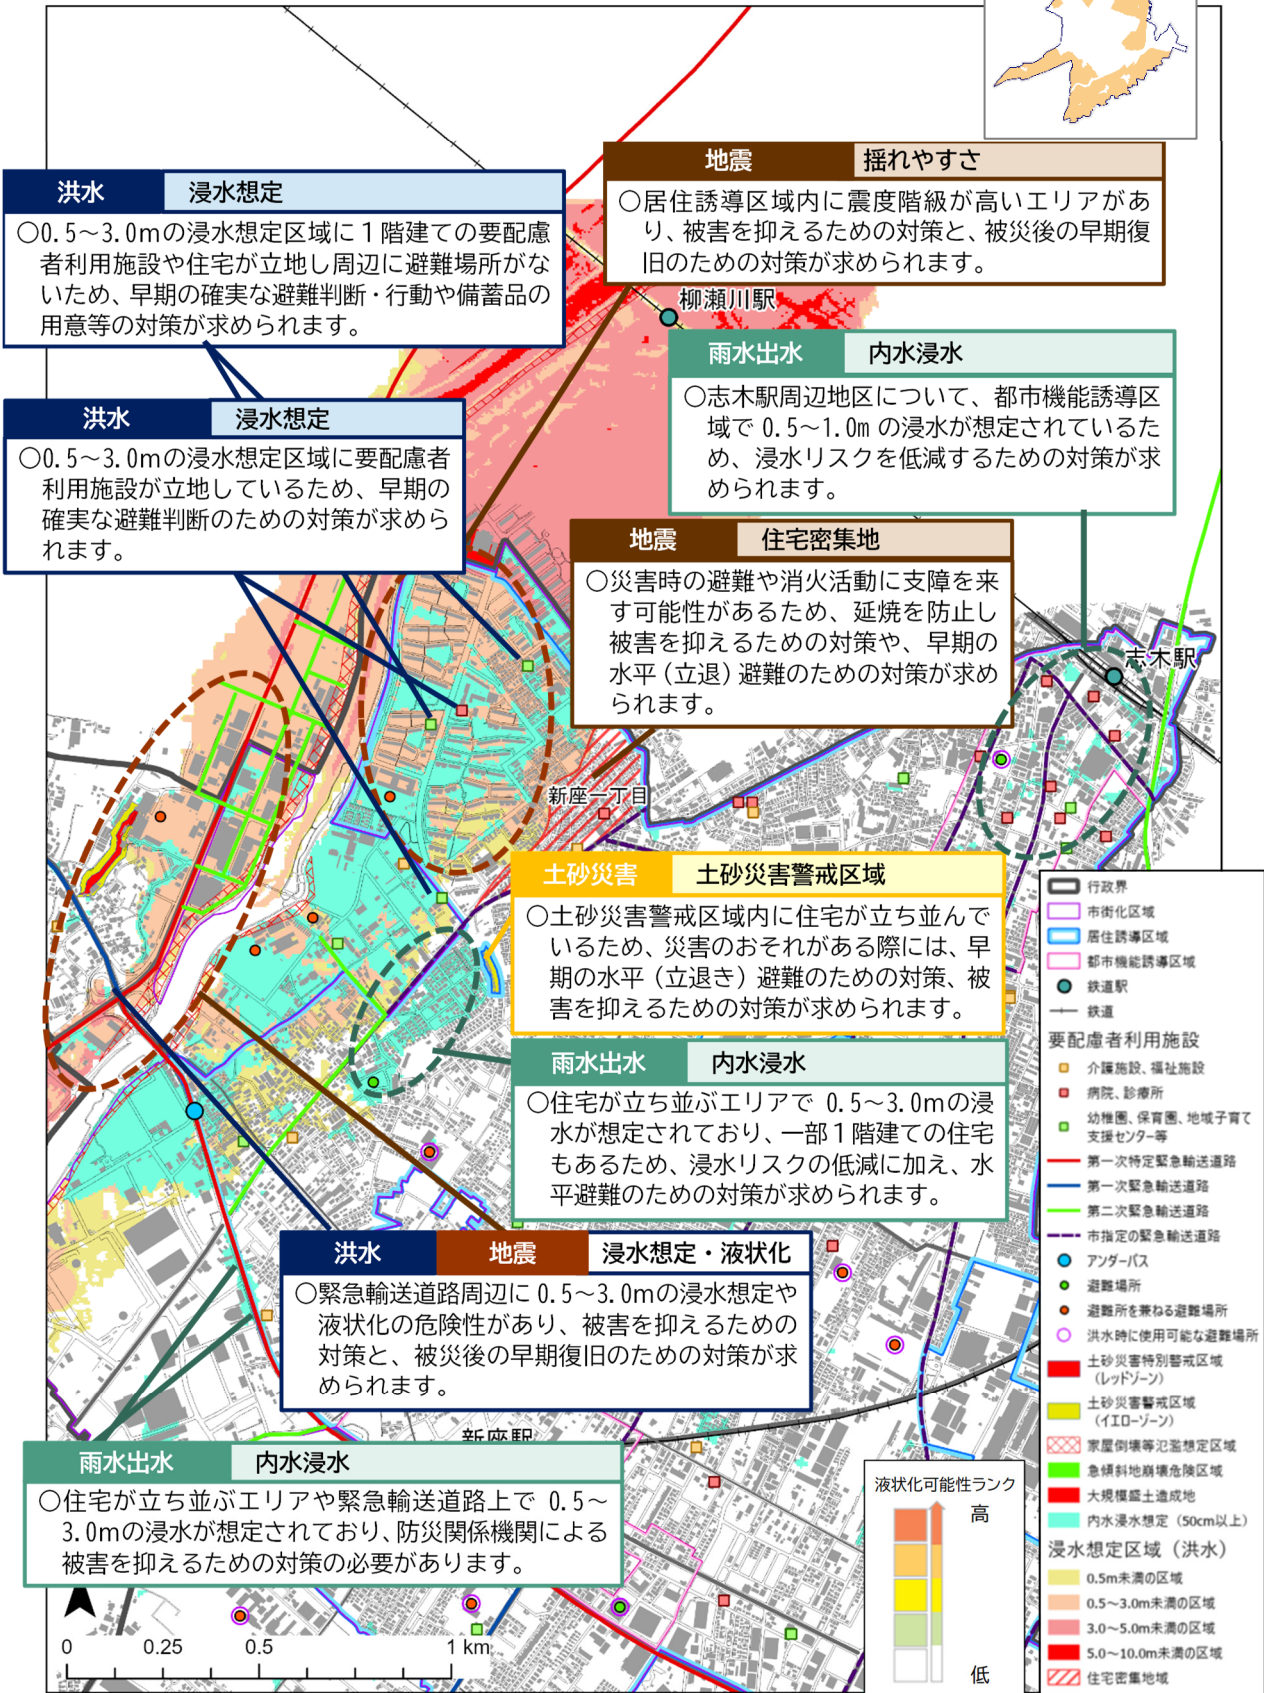 地震 揺れやすさ
○居住誘導区域内に震度階級が高いエリアがあ
り、被害を抑えるための対策と、被災後の早期復
旧のための対策が求められます。
洪水 浸水想定
○0.5～3.0mの浸水想定区域に1階建ての要配慮
者利用施設や住宅が立地し周辺に避難場所がな
いため、早期の確実な避難判断・行動や備蓄品の
用意等の対策が求められます。
柳瀬川駅
雨水出水 内水浸水
○志木駅周辺地区について、都市機能誘導区
域で 0.5～1.0m の浸水が想定されているた
め、浸水リスクを低減するための対策が求
められます。
洪水 浸水想定
○0.5～3.0mの浸水想定区域に要配慮者
利用施設が立地しているため、早期の
確実な避難判断のための対策が求めら
れます。
地震 住宅密集地
○災害時の避難や消火活動に支障を来
す可能性があるため、延焼を防止し
被害を抑えるための対策や、早期の
水平（立退）避難のための対策が求め
られます。
志木駅
新座一丁目
土砂災害 土砂災害警戒区域
○土砂災害警戒区域内に住宅が立ち並んで
いるため、災害のおそれがある際には、早
期の水平（立退き）避難のための対策、被
害を抑えるための対策が求められます。
雨水出水 内水浸水
○住宅が立ち並ぶエリアで 0.5～3.0mの浸
水が想定されており、一部1階建ての住宅
もあるため、浸水リスクの低減に加え、水
平避難のための対策が求められます。
洪水 地震 浸水想定・液状化
○緊急輸送道路周辺に 0.5～3.0mの浸水想定や
液状化の危険性があり、被害を抑えるための
対策と、被災後の早期復旧のための対策が求
められます。
新座駅
雨水出水 内水浸水
○住宅が立ち並ぶエリアや緊急輸送道路上で 0.5～
3.0mの浸水が想定されており、防災関係機関による
被害を抑えるための対策の必要があります。
0 0.25 0.5 1 km
液状化可能性ランク
高
低
行政界
市街化区域
居住誘導区域
都市機能誘導区域
鉄道駅
鉄道
要配慮者利用施設
介護施設、福祉施設
病院、診療所
幼稚園、保育園、地域子育て
支援センター等
第一次特定緊急輸送道路
第一次緊急輸送道路
第二次緊急輸送道路
市指定の緊急輸送道路
アンダーパス
避難場所
避難所を兼ねる避難場所
洪水時に使用可能な避難場所
土砂災害特別警戒区域
（レッドゾーン）
土砂災害警戒区域
（イエローゾーン）
家屋倒壊等氾濫想定区域
急傾斜地崩壊危険区域
大規模盛土造成地
内水浸水想定（50cm以上）
浸水想定区域（洪水）
0.5m未満の区域
0.5～3.0m未満の区域
3.0～5.0m未満の区域
5.0～10.0m未満の区域
住宅密集地域